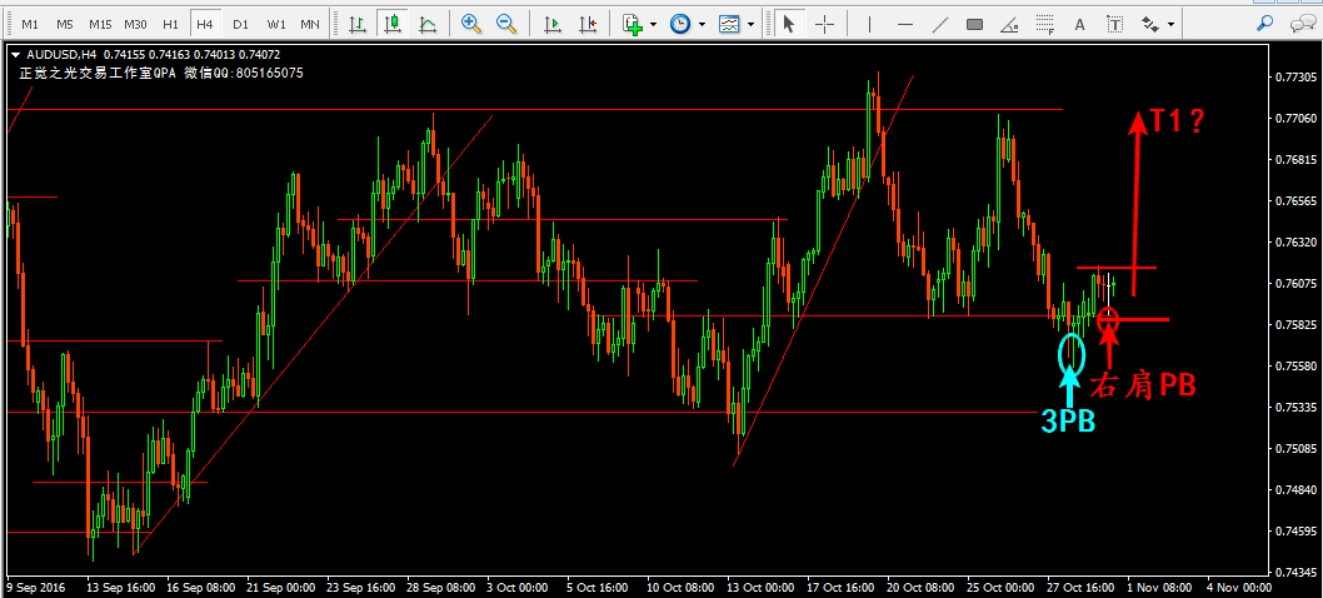 M1 M5 M15 M30 H1 H4 D1 W1 MN
A T
AUDUSD,H4 0.74155 0.74163 0.74013 0.74072
正觉之光交易工作室QPA 微信QQ:805165075
0.77305
T1?
0.77060
0.76815
0.76565
0.76320
0.76075
0.75825
0.75580
右肩PB
0.75335
3PB
0.75085
0.74840
0.74595
0.74345
9 Sep 2016 13 Sep 16:00 16 Sep 08:00 21 Sep 00:00 23 Sep 16:00 28 Sep 08:00 3 Oct 00:00 5 Oct 16:00 10 Oct 08:00 13 Oct 00:00 17 Oct 16:00 20 Oct 08:00 25 Oct 00:00 27 Oct 16:00 1 Nov 08:00 4 Nov 00:00